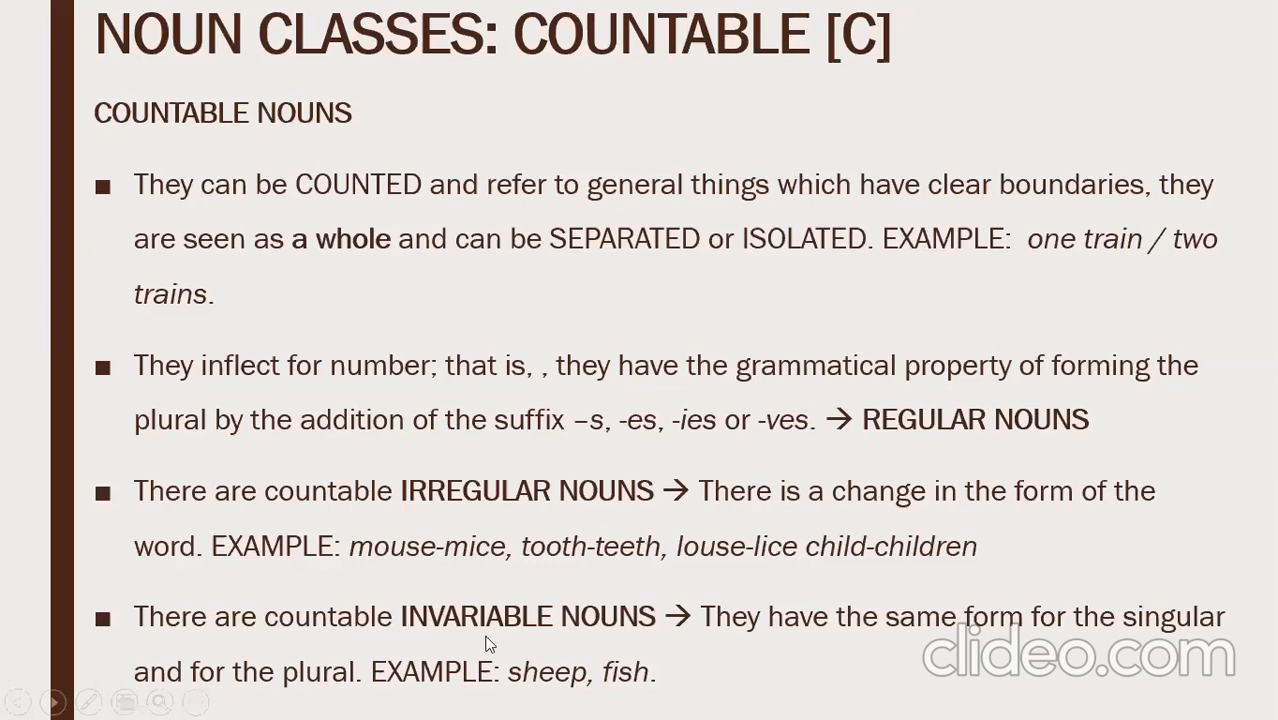 NOUN CLASSES: COUNTABLE [C]
COUNTABLE NOUNS
■ They can be COUNTED and refer to general things which have clear boundaries, they
are seen as a whole and can be SEPARATED or ISOLATED. EXAMPLE: one train / two
trains.
■ They inflect for number; that is, , they have the grammatical property of forming the
plural by the addition of the suffix –s, -es, -ies or -ves. → REGULAR NOUNS
■ There are countable IRREGULAR NOUNS → There is a change in the form of the
word. EXAMPLE: mouse-mice, tooth-teeth, louse-lice child-children
■ There are countable INVARIABLE NOUNS → They have the same form for the singular
and for the plural. EXAMPLE: sheep, fish.
clideo.com